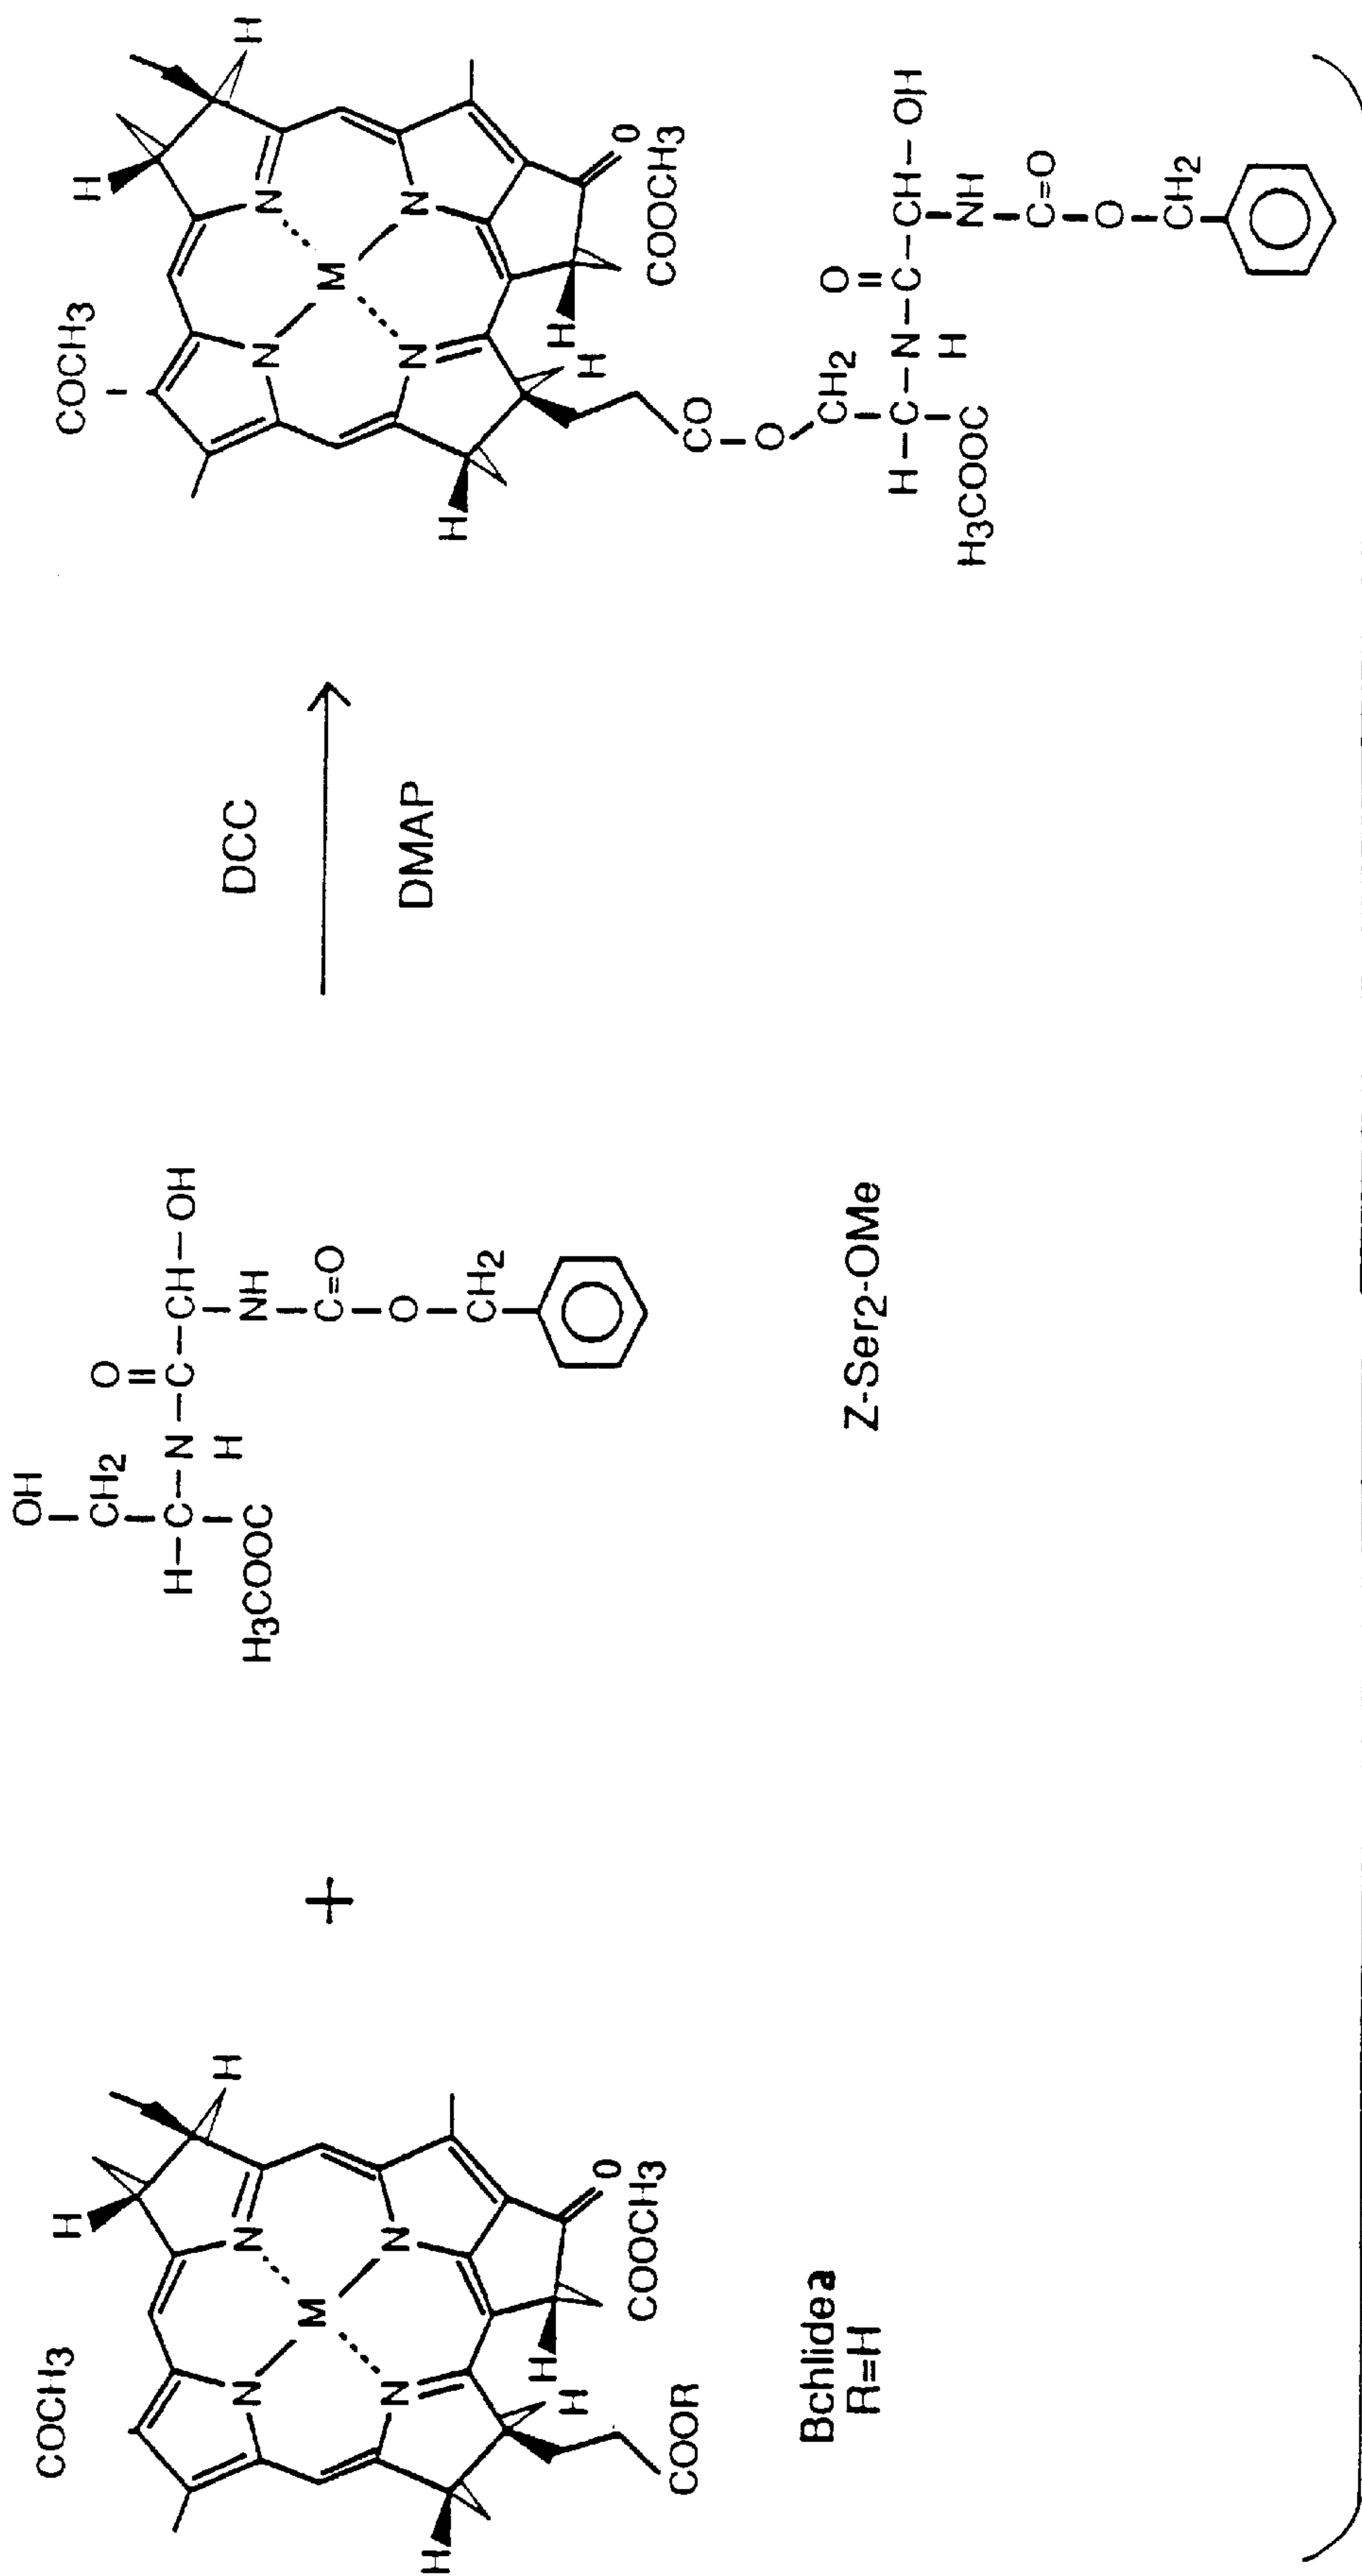 COCH3
H
H
N
N
M
N
N
H
H
H
O
COOR
COOCH3
Bchlidea
R=H
+
OH
CH2
O
H–C–N–C–CH–OH
H
NH
H3COOC
C=O
O
CH2
Z-Ser2-OMe
DCC
DMAP
COCH3
H
H
N
N
M
N
N
H
H
H
O
COOCH3
CO
O
CH2
O
H–C–N–C–CH–OH
H
NH
H3COOC
C=O
O
CH2